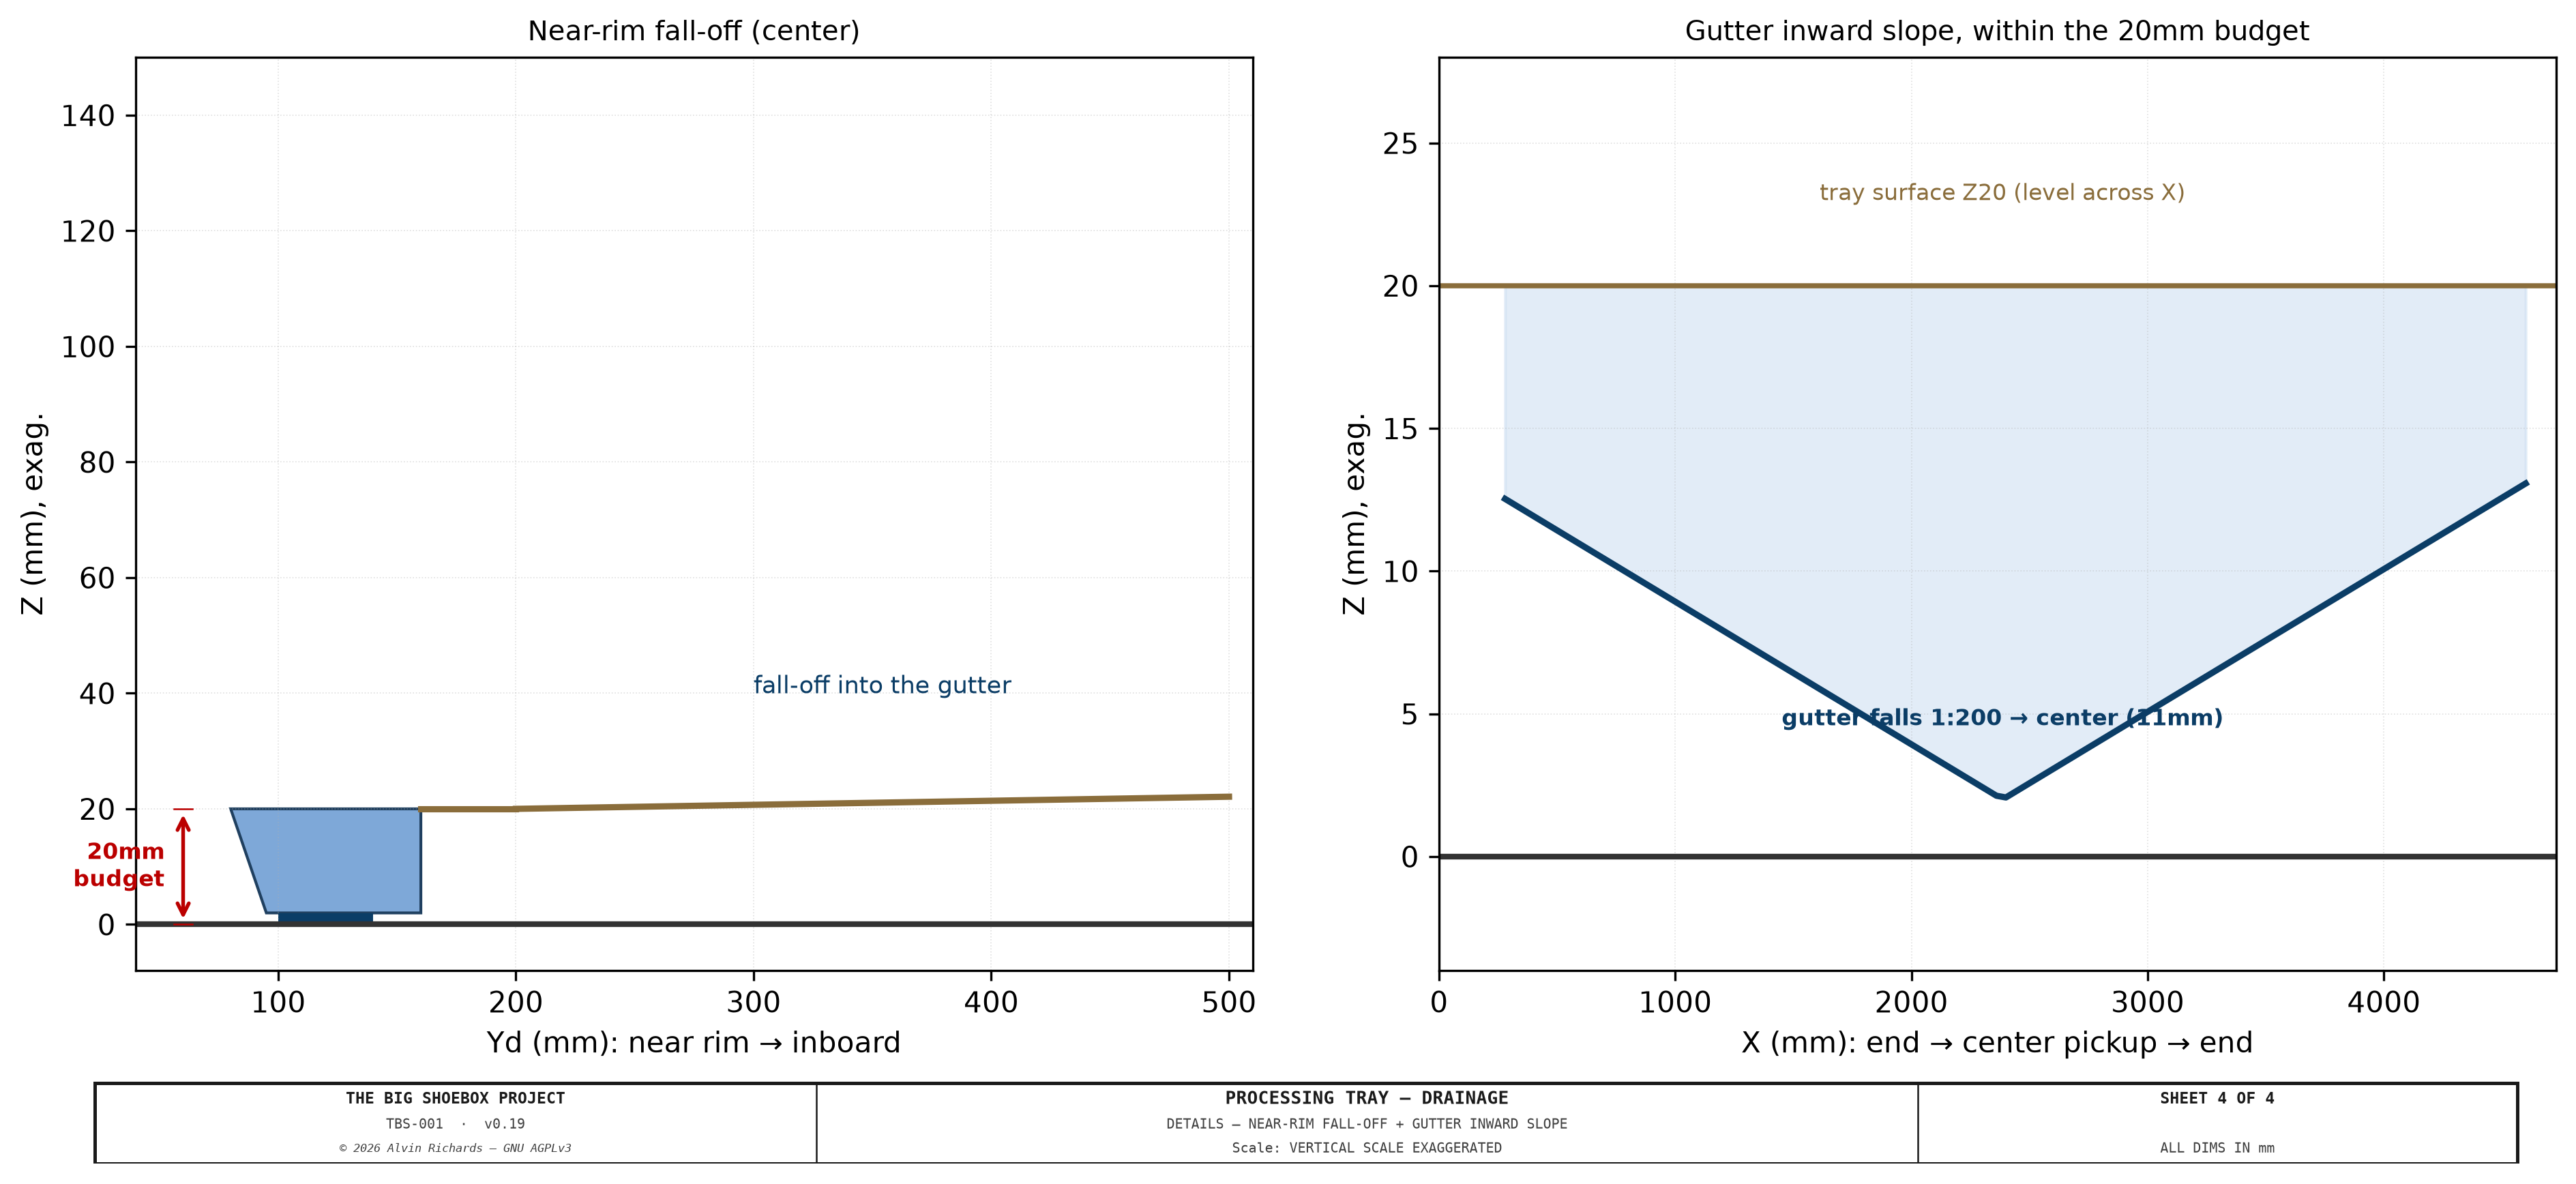 Near-rim fall-off (center)
Z (mm), exag.
140
120
100
80
60
40
20
0
fall-off into the gutter
20mm
budget
100
200
300
400
500
Yd (mm): near rim → inboard
Gutter inward slope, within the 20mm budget
Z (mm), exag.
25
20
15
10
5
0
tray surface Z20 (level across X)
gutter falls 1:200 → center (11mm)
0
1000
2000
3000
4000
X (mm): end → center pickup → end
THE BIG SHOEBOX PROJECT
TBS-001 · v0.19
© 2026 Alvin Richards — GNU AGPLv3
PROCESSING TRAY — DRAINAGE
DETAILS — NEAR-RIM FALL-OFF + GUTTER INWARD SLOPE
Scale: VERTICAL SCALE EXAGGERATED
SHEET 4 OF 4
ALL DIMS IN mm